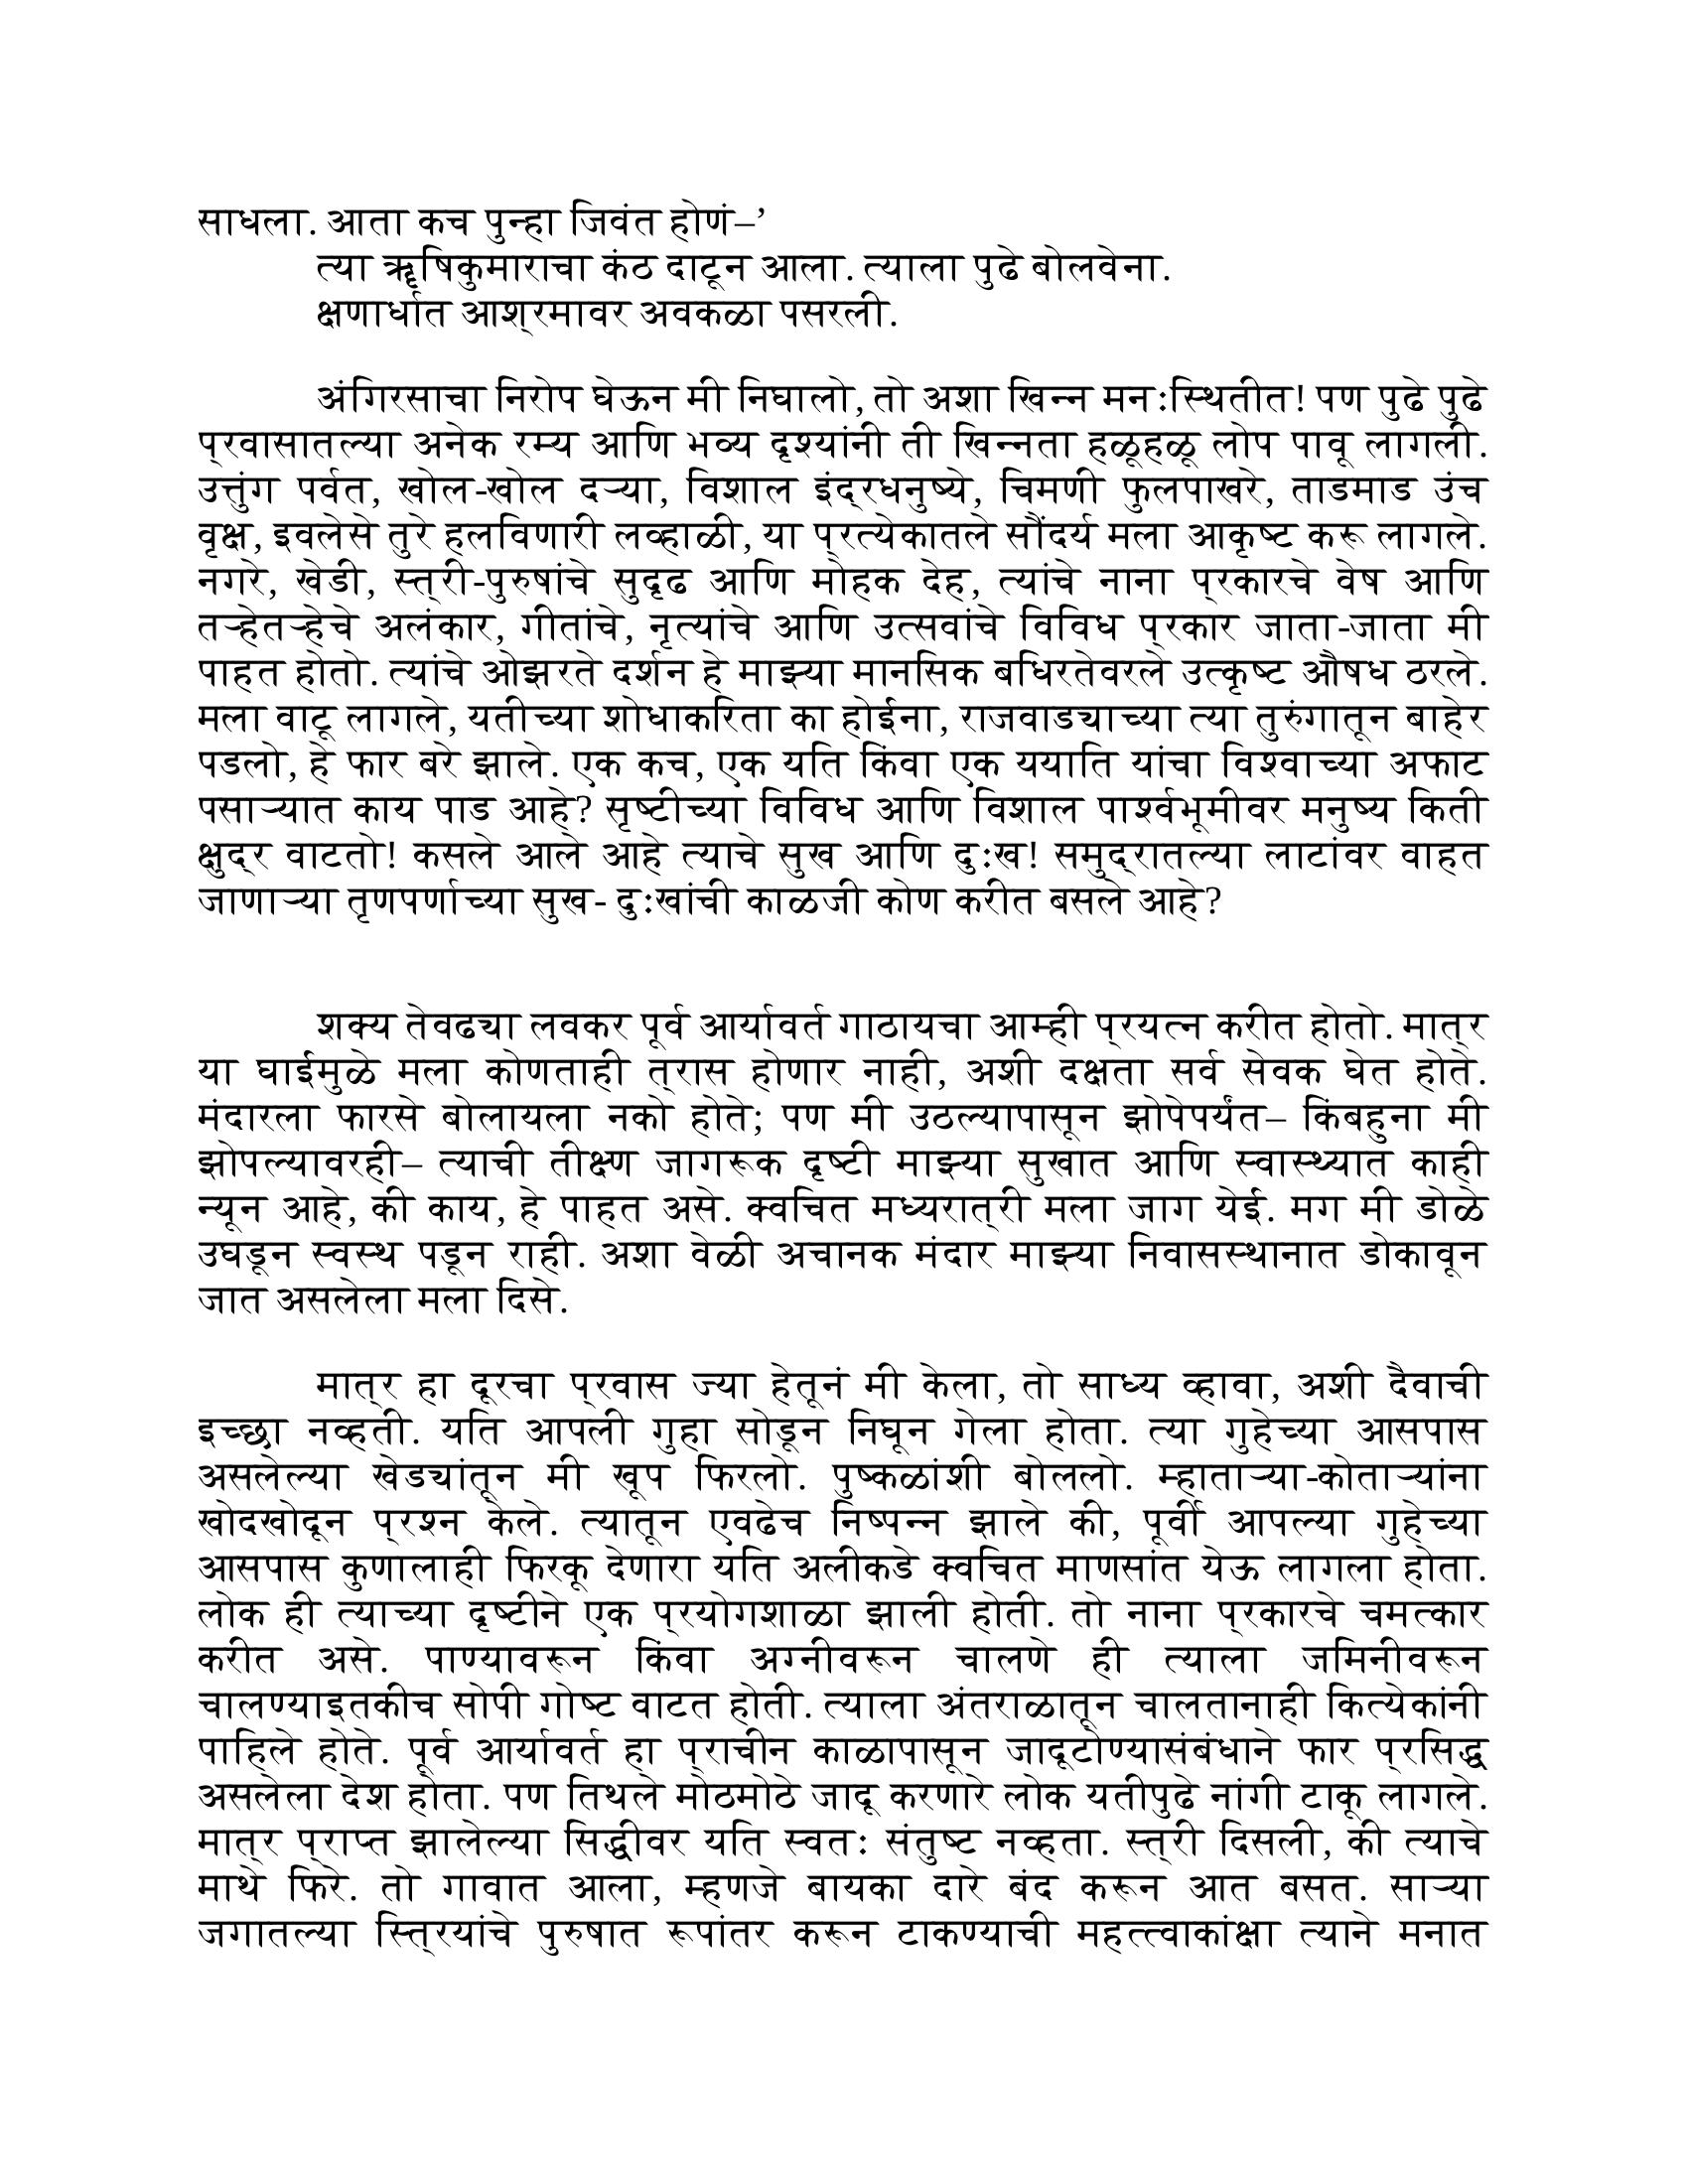 साधला. आता कच पुन्हा जिवंत होणं–’
त्या ॠषिकुमाराचा कंठ दाटून आला. त्याला पुढे बोलवेना.
क्षणार्धात आश्रमावर अवकळा पसरली.
अंगिरसाचा निरोप घेऊन मी निघालो, तो अशा खिन्न मनःस्थितीत! पण पुढे पुढे
प्रवासातल्या अनेक रम्य आणि भव्य दृश्यांनी ती खिन्नता हळूहळू लोप पावू लागली.
उत्तुंग पर्वत, खोल-खोल दऱ्या, विशाल इंद्रधनुष्ये, चिमणी फुलपाखरे, ताडमाड उंच
वृक्ष, इवलेसे तुरे हलविणारी लव्हाळी, या प्रत्येकातले सौंदर्य मला आकृष्ट करू लागले.
नगरे, खेडी, स्त्री-पुरुषांचे सुदृढ आणि मोहक देह, त्यांचे नाना प्रकारचे वेष आणि
तऱ्हेतऱ्हेचे अलंकार, गीतांचे, नृत्यांचे आणि उत्सवांचे विविध प्रकार जाता-जाता मी
पाहत होतो. त्यांचे ओझरते दर्शन हे माझ्या मानसिक बधिरतेवरले उत्कृष्ट औषध ठरले.
मला वाटू लागले, यतीच्या शोधाकरिता का होईना, राजवाड्याच्या त्या तुरुंगातून बाहेर
पडलो, हे फार बरे झाले. एक कच, एक यति किंवा एक ययाति यांचा विश्वाच्या अफाट
पसाऱ्यात काय पाड आहे? सृष्टीच्या विविध आणि विशाल पार्श्वभूमीवर मनुष्य किती
क्षुद्र वाटतो! कसले आले आहे त्याचे सुख आणि दुःख! समुद्रातल्या लाटांवर वाहत
जाणाऱ्या तृणपर्णाच्या सुख- दुःखांची काळजी कोण करीत बसले आहे?
शक्य तेवढ्या लवकर पूर्व आर्यावर्त गाठायचा आम्ही प्रयत्न करीत होतो. मात्र
या घाईमुळे मला कोणताही त्रास होणार नाही, अशी दक्षता सर्व सेवक घेत होते.
मंदारला फारसे बोलायला नको होते; पण मी उठल्यापासून झोपेपर्यंत– किंबहुना मी
झोपल्यावरही– त्याची तीक्ष्ण जागरूक दृष्टी माझ्या सुखात आणि स्वास्थ्यात काही
न्यून आहे, की काय, हे पाहत असे. क्वचित मध्यरात्री मला जाग येई. मग मी डोळे
उघडून स्वस्थ पडून राही. अशा वेळी अचानक मंदार माझ्या निवासस्थानात डोकावून
जात असलेला मला दिसे.
मात्र हा दूरचा प्रवास ज्या हेतूनं मी केला, तो साध्य व्हावा, अशी दैवाची
इच्छा नव्हती. यति आपली गुहा सोडून निघून गेला होता. त्या गुहेच्या आसपास
असलेल्या खेड्यांतून मी खूप फिरलो. पुष्कळांशी बोललो. म्हाताऱ्या-कोताऱ्यांना
खोदखोदून प्रश्न केले. त्यातून एवढेच निष्पन्न झाले की, पूर्वी आपल्या गुहेच्या
आसपास कुणालाही फिरकू देणारा यति अलीकडे क्वचित माणसांत येऊ लागला होता.
लोक ही त्याच्या दृष्टीने एक प्रयोगशाळा झाली होती. तो नाना प्रकारचे चमत्कार
करीत असे. पाण्यावरून किंवा अग्नीवरून चालणे ही त्याला जमिनीवरून
चालण्याइतकीच सोपी गोष्ट वाटत होती. त्याला अंतराळातून चालतानाही कित्येकांनी
पाहिले होते. पूर्व आर्यावर्त हा प्राचीन काळापासून जादूटोण्यासंबंधाने फार प्रसिद्ध
असलेला देश होता. पण तिथले मोठमोठे जादू करणारे लोक यतीपुढे नांगी टाकू लागले.
मात्र प्राप्त झालेल्या सिद्धीवर यति स्वतः संतुष्ट नव्हता. स्त्री दिसली, की त्याचे
माथे फिरे. तो गावात आला, म्हणजे बायका दारे बंद करून आत बसत. साऱ्या
जगातल्या स्त्रियांचे पुरुषात रूपांतर करून टाकण्याची महत्त्वाकांक्षा त्याने मनात